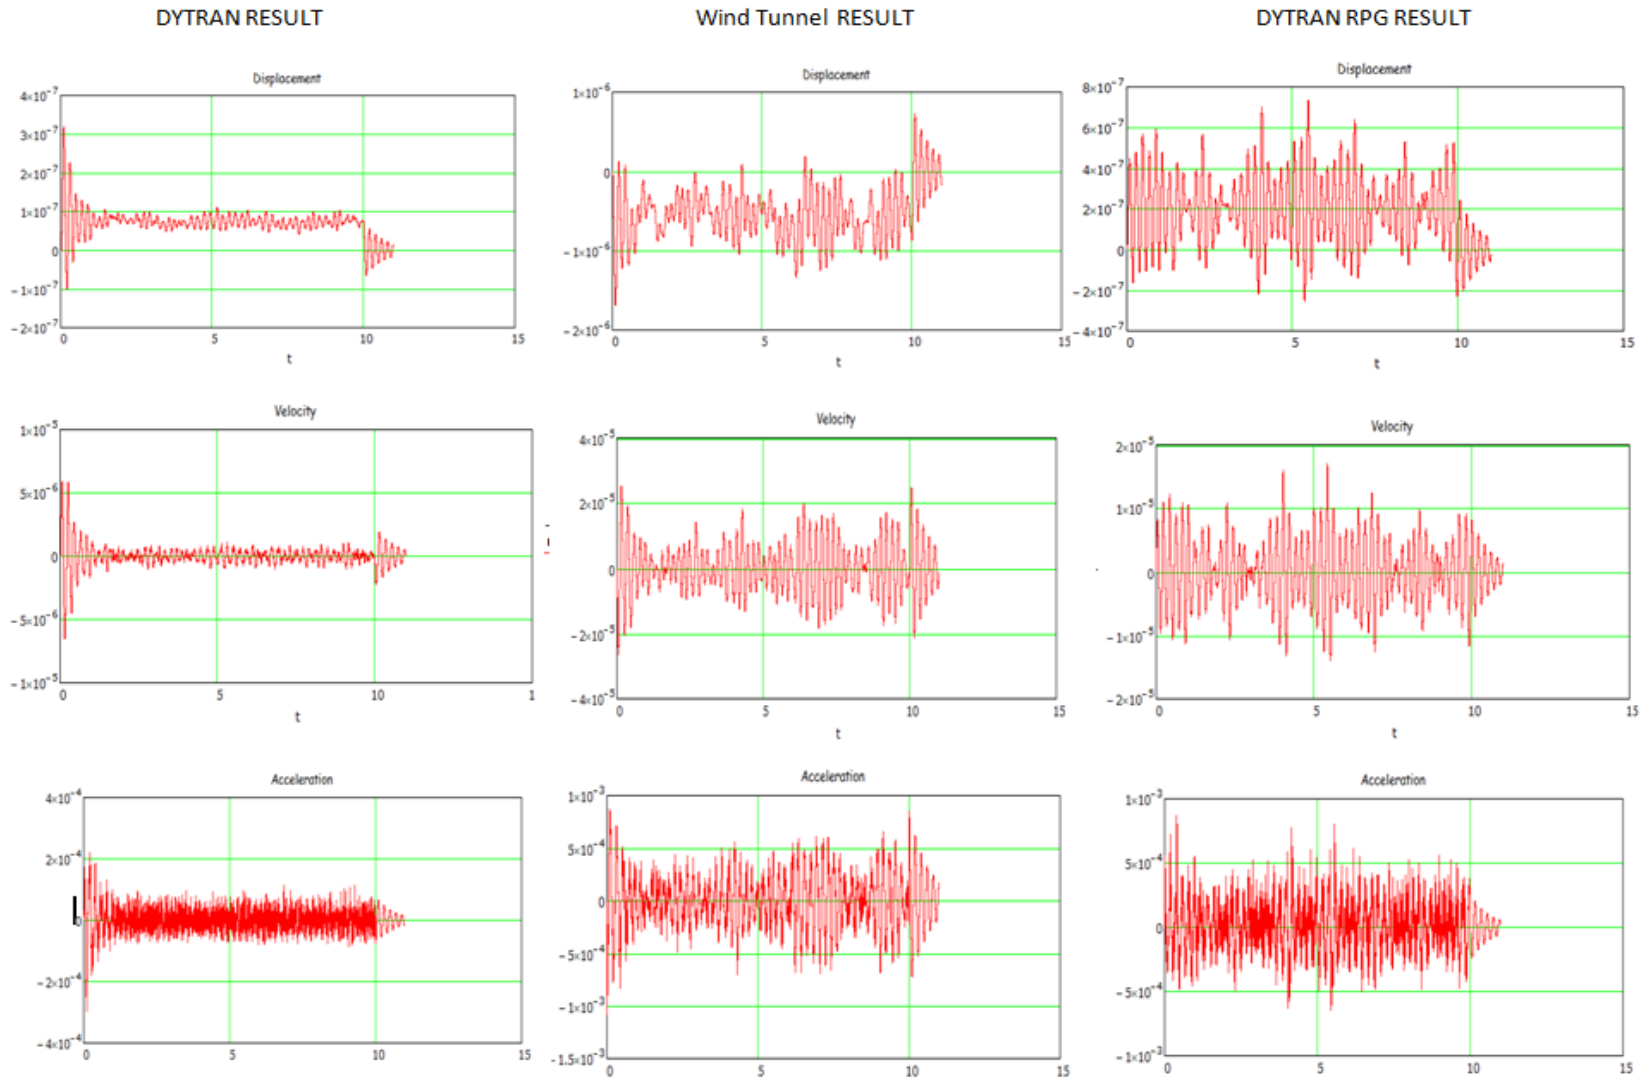 DYTRAN RESULT
Wind Tunnel RESULT
DYTRAN RPG RESULT
Displacement
4×10⁻⁷
3×10⁻⁷
2×10⁻⁷
1×10⁻⁷
0
−1×10⁻⁷
−2×10⁻⁷
0 5 10 15
t
Displacement
1×10⁻⁶
0
−1×10⁻⁶
−2×10⁻⁶
0 5 10 15
t
Displacement
8×10⁻⁷
6×10⁻⁷
4×10⁻⁷
2×10⁻⁷
0
−2×10⁻⁷
−4×10⁻⁷
0 5 10 15
t
Velocity
1×10⁻⁵
5×10⁻⁶
0
−5×10⁻⁶
−1×10⁻⁵
0 5 10 1
t
Velocity
4×10⁻⁵
2×10⁻⁵
0
−2×10⁻⁵
−4×10⁻⁵
0 5 10 15
t
Velocity
2×10⁻⁵
1×10⁻⁵
0
−1×10⁻⁵
−2×10⁻⁵
0 5 10 15
t
Acceleration
4×10⁻⁴
2×10⁻⁴
0
−2×10⁻⁴
−4×10⁻⁴
0 5 10 15
Acceleration
1×10⁻³
5×10⁻⁴
0
−5×10⁻⁴
−1×10⁻³
−1.5×10⁻³
0 5 10 15
Acceleration
1×10⁻³
5×10⁻⁴
0
−5×10⁻⁴
−1×10⁻³
0 5 10 15